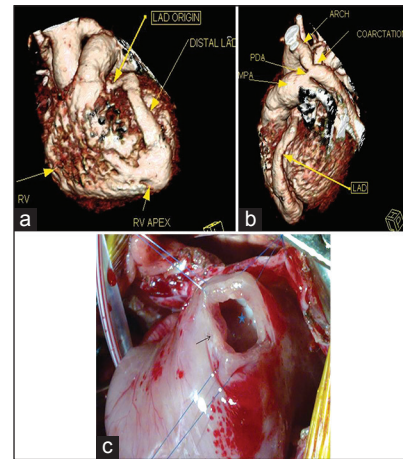 LAD ORIGIN
DISTAL LAD
RV
RV APEX
a
ARCH
COARCTATION
PDA
MPA
LAD
b
c